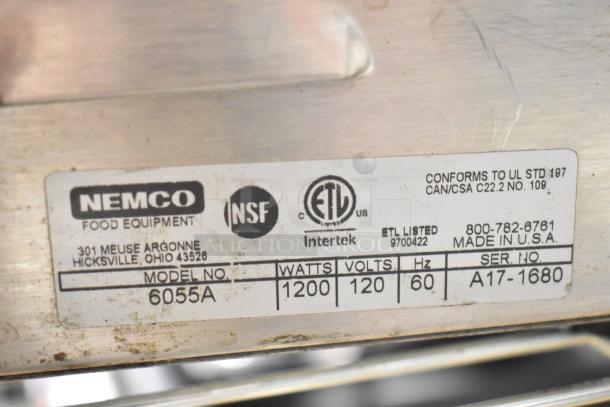 NEMCO
FOOD EQUIPMENT
301 MEUSE ARGONNE
HICKSVILLE, OHIO 43526
NSF
C ETL US
LISTED
Intertek
ETL LISTED
9700422
CONFORMS TO UL STD 197
CAN/CSA C22.2 NO. 109
800-782-6761
MADE IN U.S.A.
MODEL NO. WATTS VOLTS Hz SER. NO.
6055A 1200 120 60 A17-1680